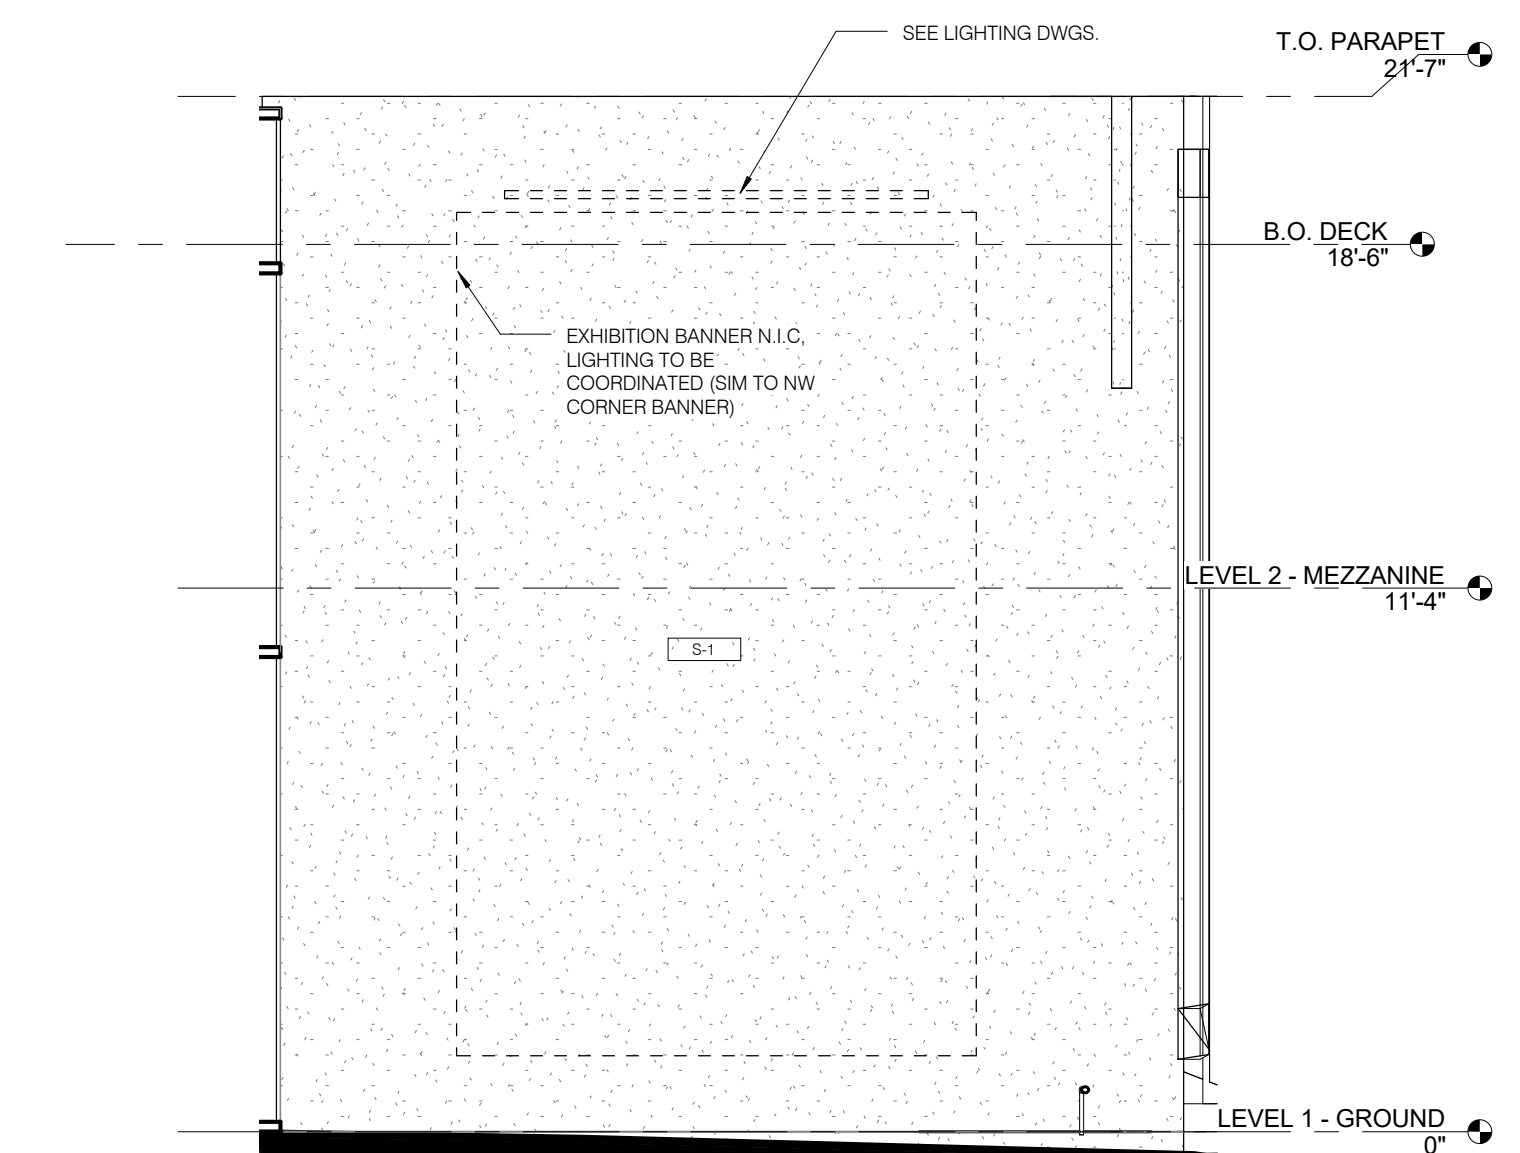 SEE LIGHTING DWGS.
T.O. PARAPET
21'-7"
B.O. DECK
18'-6"
EXHIBITION BANNER N.I.C,
LIGHTING TO BE
COORDINATED (SIM TO NW
CORNER BANNER)
LEVEL 2 - MEZZANINE
11'-4"
S-1
LEVEL 1 - GROUND
0"